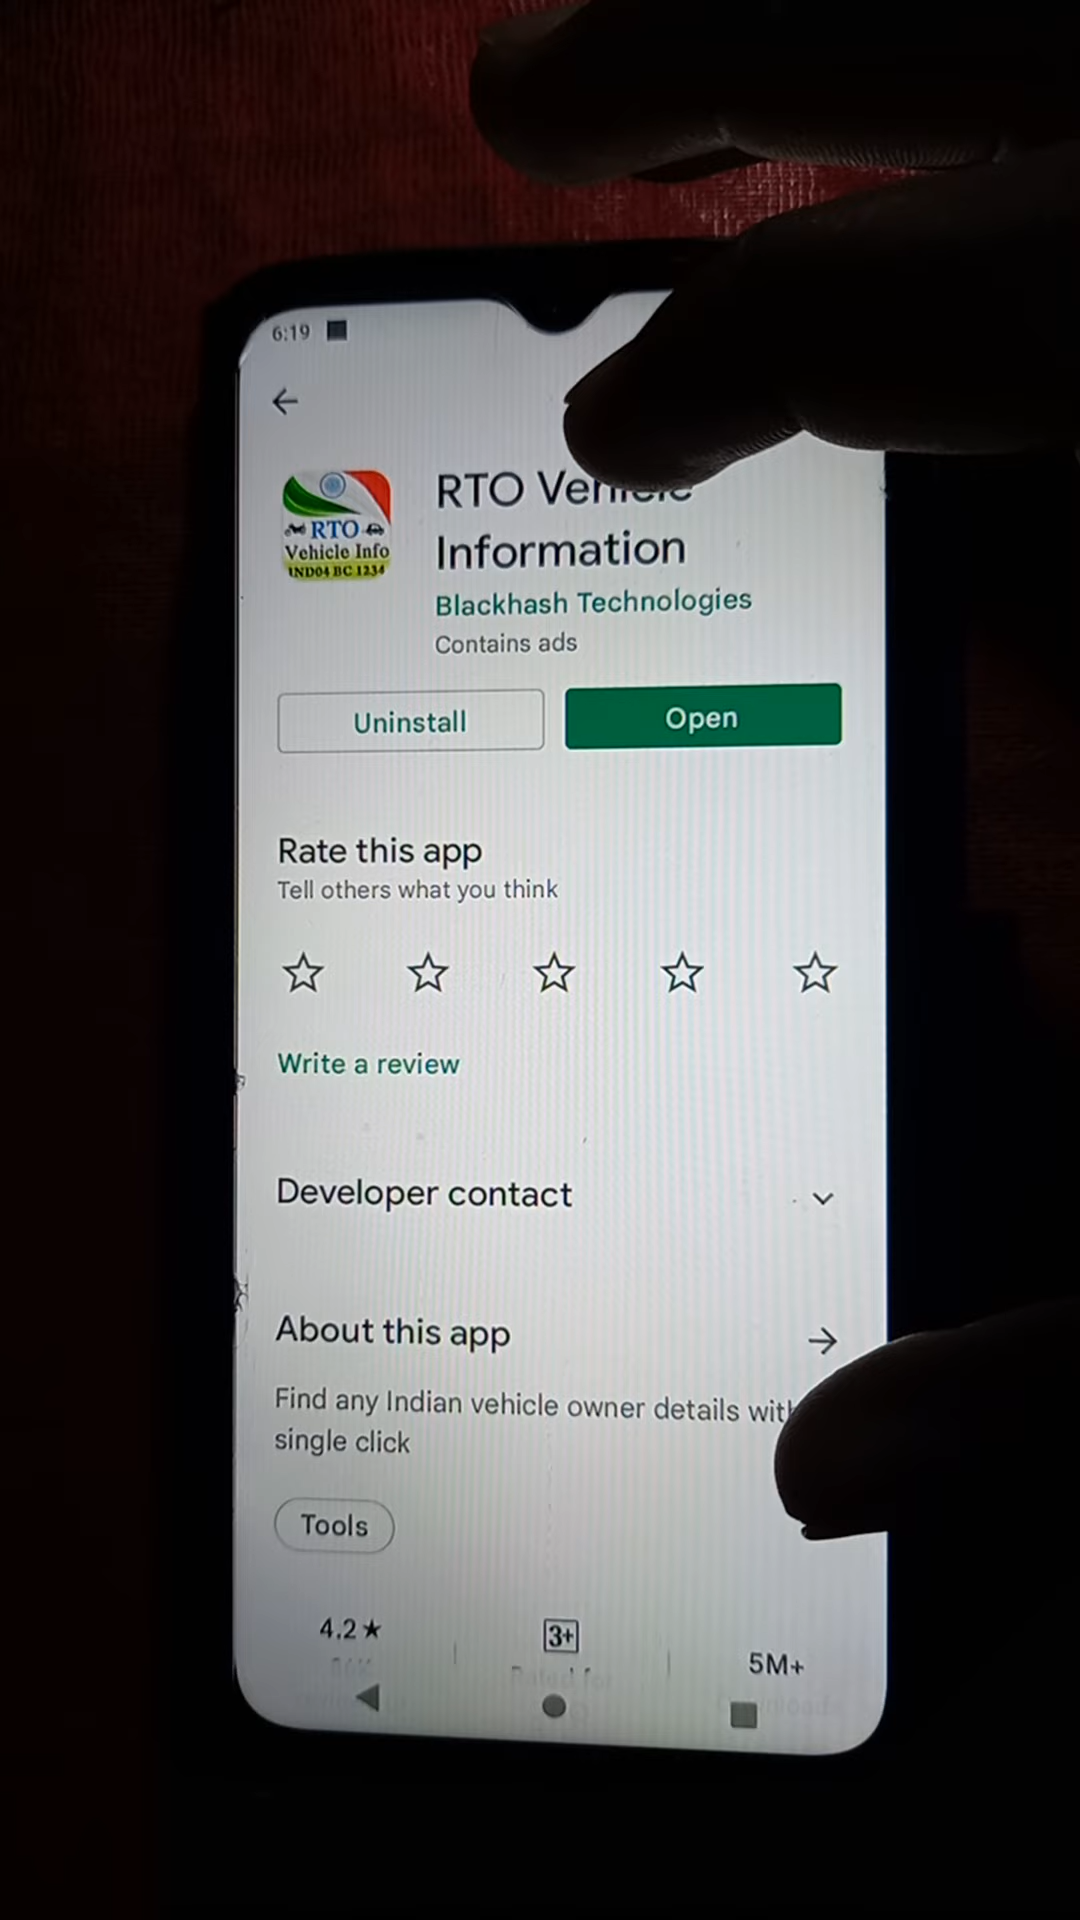 6:19
RTO Vehicle
Information
RTO
Vehicle Info
IND04 BC 1234
Blackhash Technologies
Contains ads
Uninstall
Open
Rate this app
Tell others what you think
Write a review
Developer contact
About this app
Find any Indian vehicle owner details with
single click
Tools
4.2★
3+
5M+
Rated for